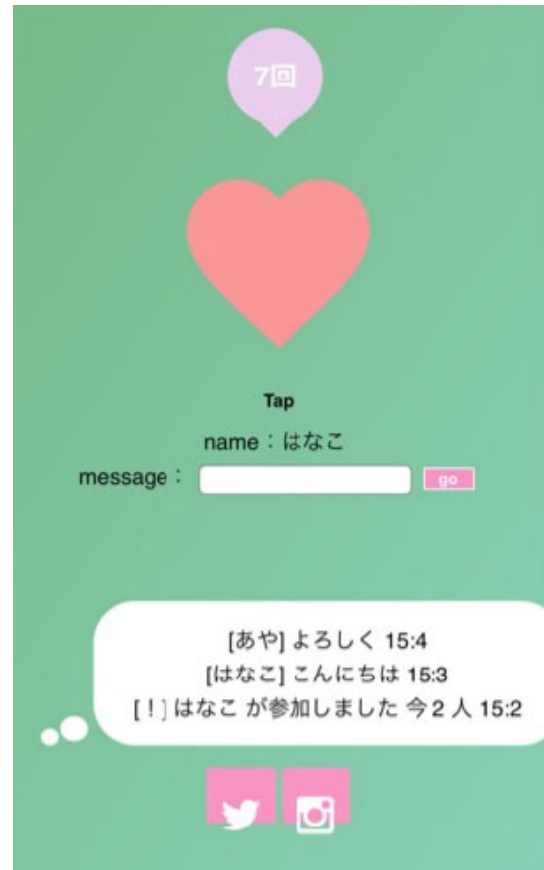 7回
Tap
name：はなこ
message：
go
[あや] よろしく 15:4
[はなこ] こんにちは 15:3
[！] はなこ が参加しました 今 2 人 15:2